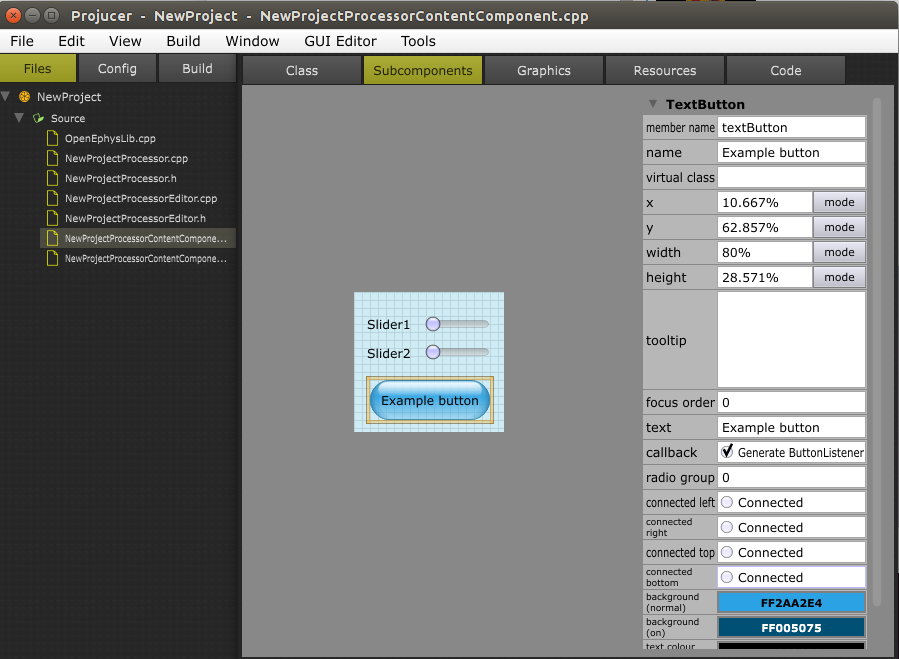 Projucer - NewProject - NewProjectProcessorContentComponent.cpp
File Edit View Build Window GUI Editor Tools
Files Config Build
Class Subcomponents Graphics Resources Code
NewProject
Source
OpenEphysLib.cpp
NewProjectProcessor.cpp
NewProjectProcessor.h
NewProjectProcessorEditor.cpp
NewProjectProcessorEditor.h
NewProjectProcessorContentCompone...
NewProjectProcessorContentCompone...
Slider1
Slider2
Example button
TextButton
member name textButton
name Example button
virtual class
x 10.667% mode
y 62.857% mode
width 80% mode
height 28.571% mode
tooltip
focus order 0
text Example button
callback Generate ButtonListener
radio group 0
connected left Connected
connected
right Connected
connected top Connected
connected
bottom Connected
background
(normal) FF2AA2E4
background
(on) FF005075
text colour